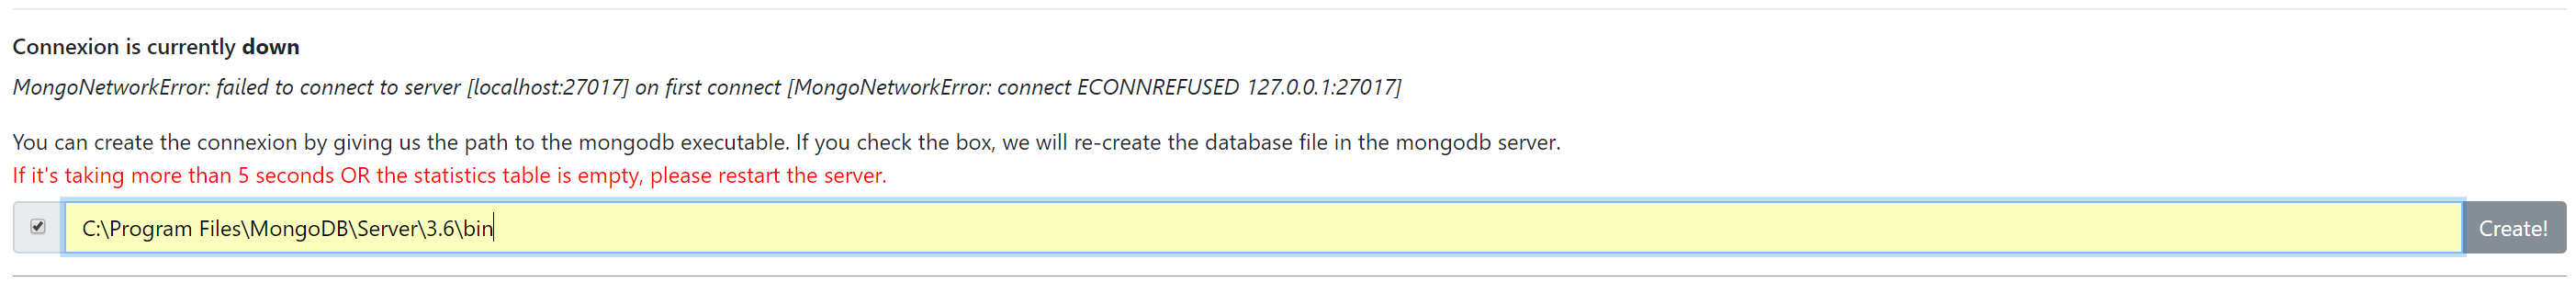 Connexion is currently down
MongoNetworkError: failed to connect to server [localhost:27017] on first connect [MongoNetworkError: connect ECONNREFUSED 127.0.0.1:27017]
You can create the connexion by giving us the path to the mongodb executable. If you check the box, we will re-create the database file in the mongodb server.
If it's taking more than 5 seconds OR the statistics table is empty, please restart the server.
C:\Program Files\MongoDB\Server\3.6\bin Create!